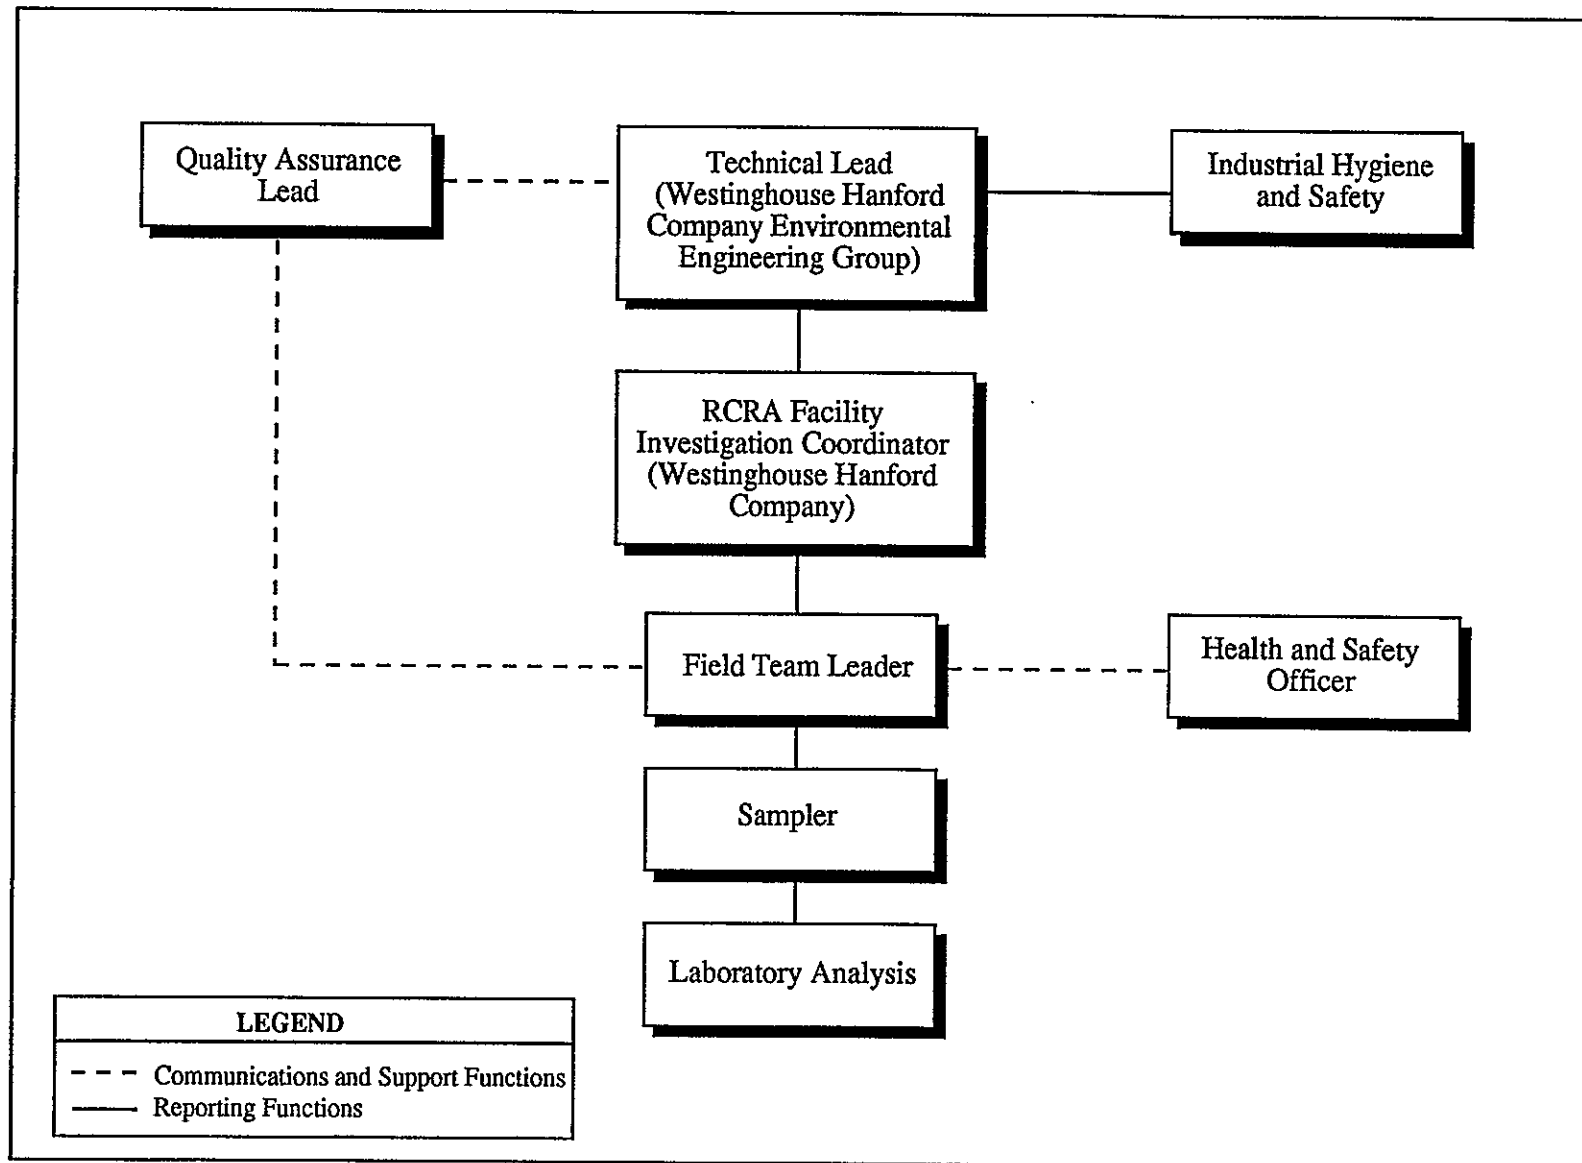 Quality Assurance
Lead
Technical Lead
(Westinghouse Hanford
Company Environmental
Engineering Group)
Industrial Hygiene
and Safety
RCRA Facility
Investigation Coordinator
(Westinghouse Hanford
Company)
Field Team Leader
Health and Safety
Officer
Sampler
Laboratory Analysis
LEGEND
Communications and Support Functions
Reporting Functions